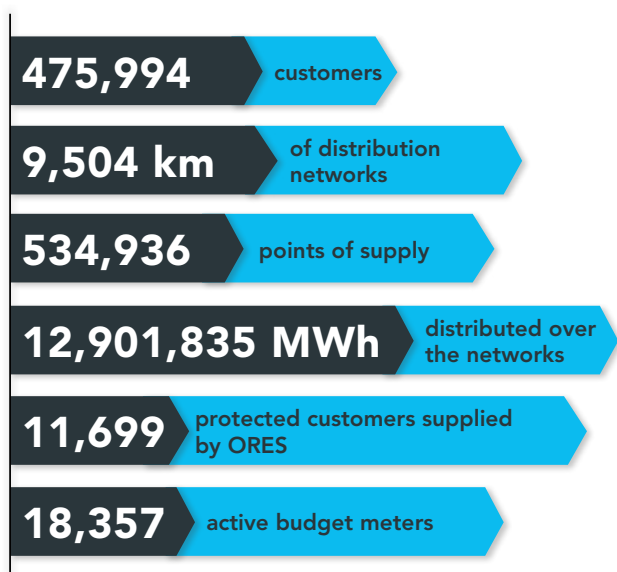 475,994 customers
9,504 km of distribution
networks
534,936 points of supply
12,901,835 MWh distributed over
the networks
11,699 protected customers supplied
by ORES
18,357 active budget meters